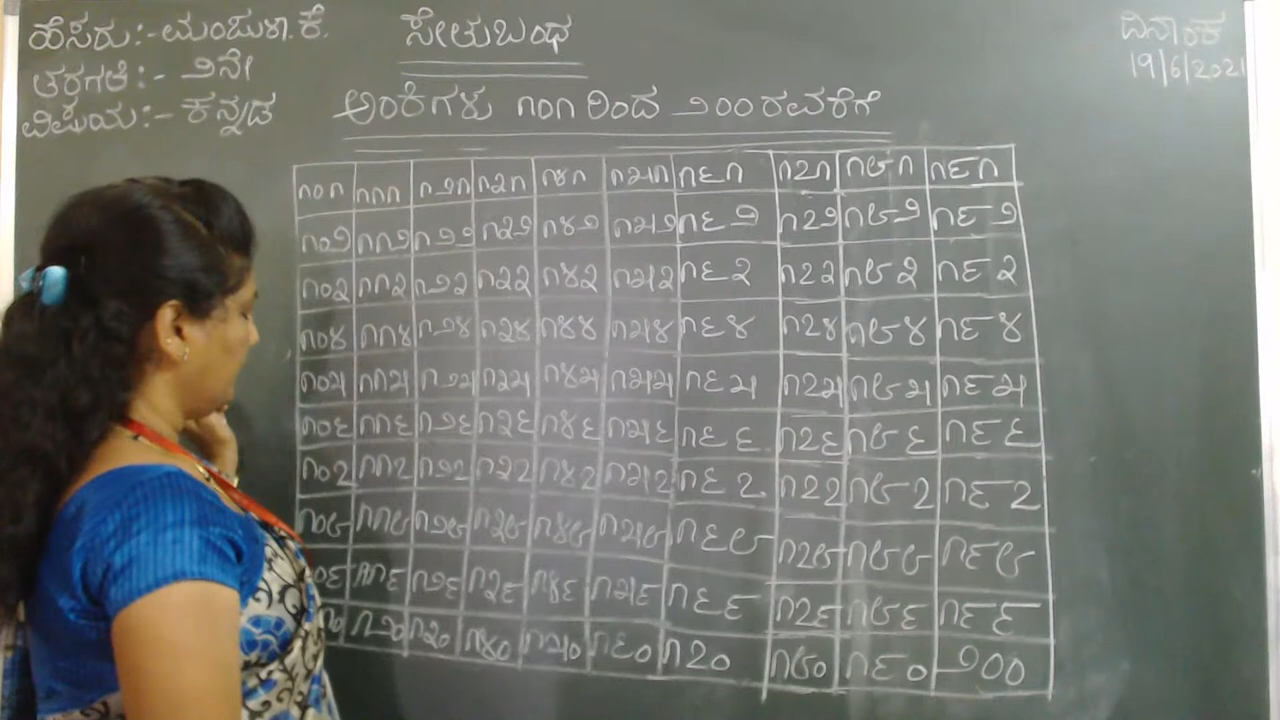 ಹೆಸರು:- ಮಂಜುಳಾ. ಕೆ.
ಸೇತುಬಂಧ
ದಿನಾಂಕ
ತರಗತಿ:- ೨ನೇ
19/6/2021
ವಿಷಯ:- ಕನ್ನಡ
ಅಂಕಿಗಳು ೧೦೧ ರಿಂದ ೨೦೦ರವರೆಗೆ
೧೦೧ ೧೧೧ ೧೨೧ ೧೩೧ ೧೪೧ ೧೫೧ ೧೬೧ ೧೭೧ ೧೮೧ ೧೯೧
೧೦೨ ೧೧೨ ೧೨೨ ೧೩೨ ೧೪೨ ೧೫೨ ೧೬೨ ೧೭೨ ೧೮೨ ೧೯೨
೧೦೩ ೧೧೩ ೧೨೩ ೧೩೩ ೧೪೩ ೧೫೩ ೧೬೩ ೧೭೩ ೧೮೩ ೧೯೩
೧೦೪ ೧೧೪ ೧೨೪ ೧೩೪ ೧೪೪ ೧೫೪ ೧೬೪ ೧೭೪ ೧೮೪ ೧೯೪
೧೦೫ ೧೧೫ ೧೨೫ ೧೩೫ ೧೪೫ ೧೫೫ ೧೬೫ ೧೭೫ ೧೮೫ ೧೯೫
೧೦೬ ೧೧೬ ೧೨೬ ೧೩೬ ೧೪೬ ೧೫೬ ೧೬೬ ೧೭೬ ೧೮೬ ೧೯೬
೧೦೭ ೧೧೭ ೧೨೭ ೧೩೭ ೧೪೭ ೧೫೭ ೧೬೭ ೧೭೭ ೧೮೭ ೧೯೭
೧೦೮ ೧೧೮ ೧೨೮ ೧೩೮ ೧೪೮ ೧೫೮ ೧೬೮ ೧೭೮ ೧೮೮ ೧೯೮
೦೯ ೧೧೯ ೧೨೯ ೧೩೯ ೧೪೯ ೧೫೯ ೧೬೯ ೧೭೯ ೧೮೯ ೧೯೯
೧೦ ೧೨೦ ೧೩೦ ೧೪೦ ೧೫೦ ೧೬೦ ೧೭೦ ೧೮೦ ೧೯೦ ೨೦೦